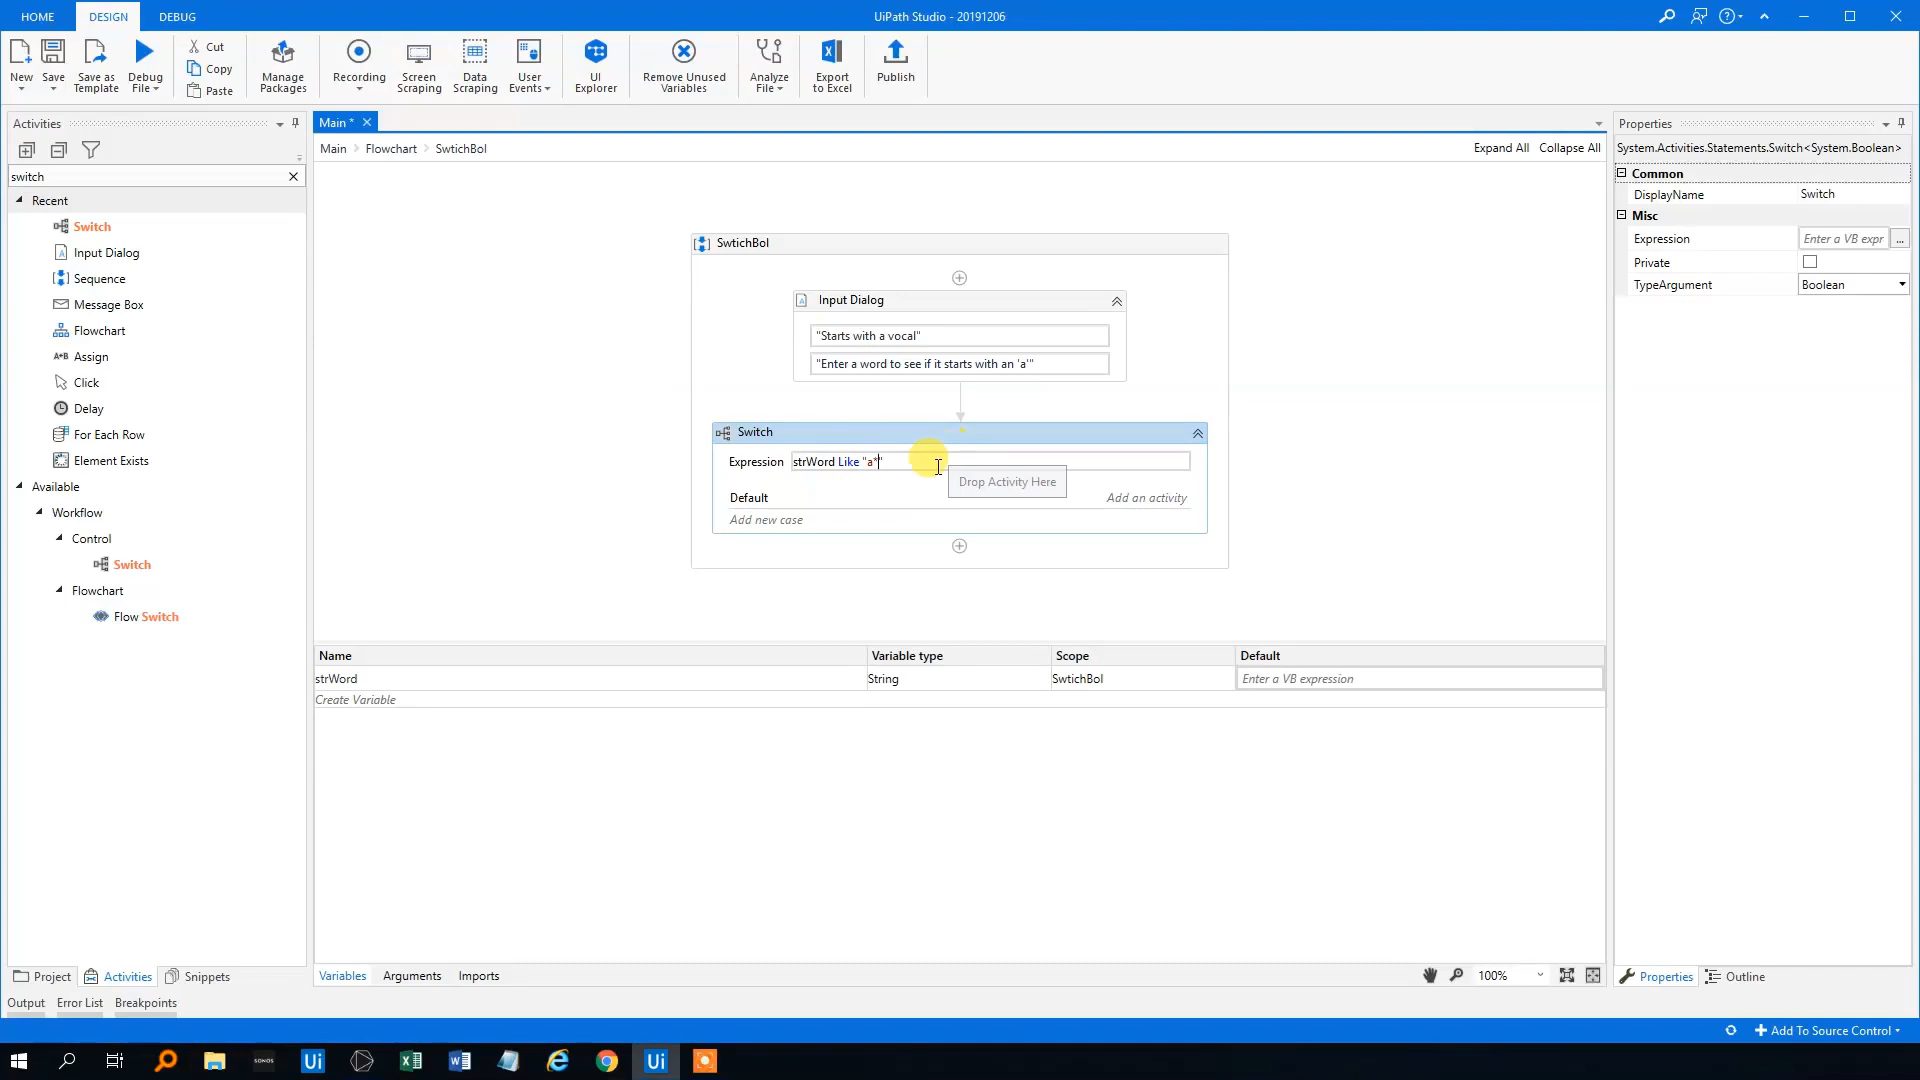 HOME DESIGN DEBUG
UiPath Studio - 20191206
New
Save
Save as Template
Debug File
Cut
Copy
Paste
Manage Packages
Recording
Screen Scraping
Data Scraping
User Events
UI Explorer
Remove Unused Variables
Analyze File
Export to Excel
Publish
Activities
switch
Recent
Switch
Input Dialog
Sequence
Message Box
Flowchart
Assign
Click
Delay
For Each Row
Element Exists
Available
Workflow
Control
Switch
Flowchart
Flow Switch
Project Activities Snippets
Main *
Main Flowchart SwtichBol
Expand All Collapse All
SwtichBol
Input Dialog
"Starts with a vocal"
"Enter a word to see if it starts with an 'a'"
Switch
Expression strWord Like "a*"
Drop Activity Here
Default Add an activity
Add new case
Name Variable type Scope Default
strWord String SwtichBol Enter a VB expression
Create Variable
Variables Arguments Imports
100%
Properties
System.Activities.Statements.Switch<System.Boolean>
Common
DisplayName Switch
Misc
Expression Enter a VB expr ...
Private
TypeArgument Boolean
Properties Outline
Output Error List Breakpoints
Add To Source Control
SONOS
Ui
Ui